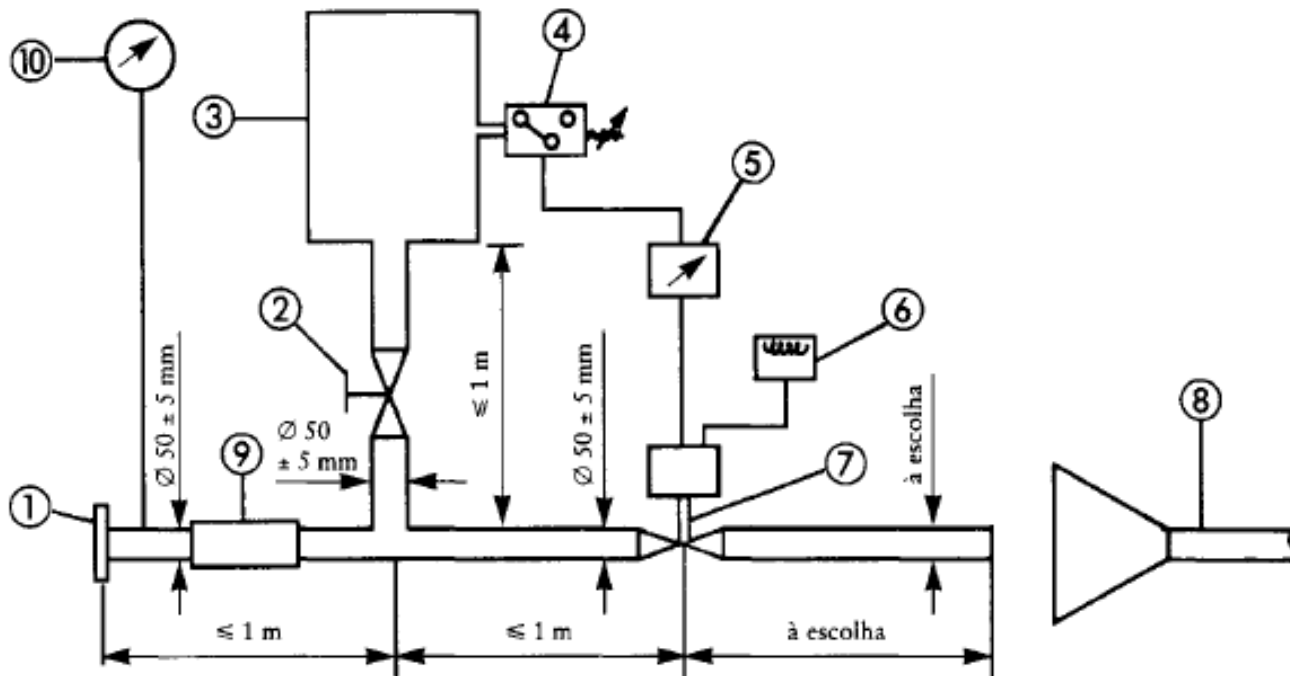 10
4
3
5
2
6
Ø 50 ± 5 mm
≤ 1 m
Ø 50 ± 5 mm
à escolha
8
9
Ø 50
± 5 mm
7
1
≤ 1 m
≤ 1 m
à escolha